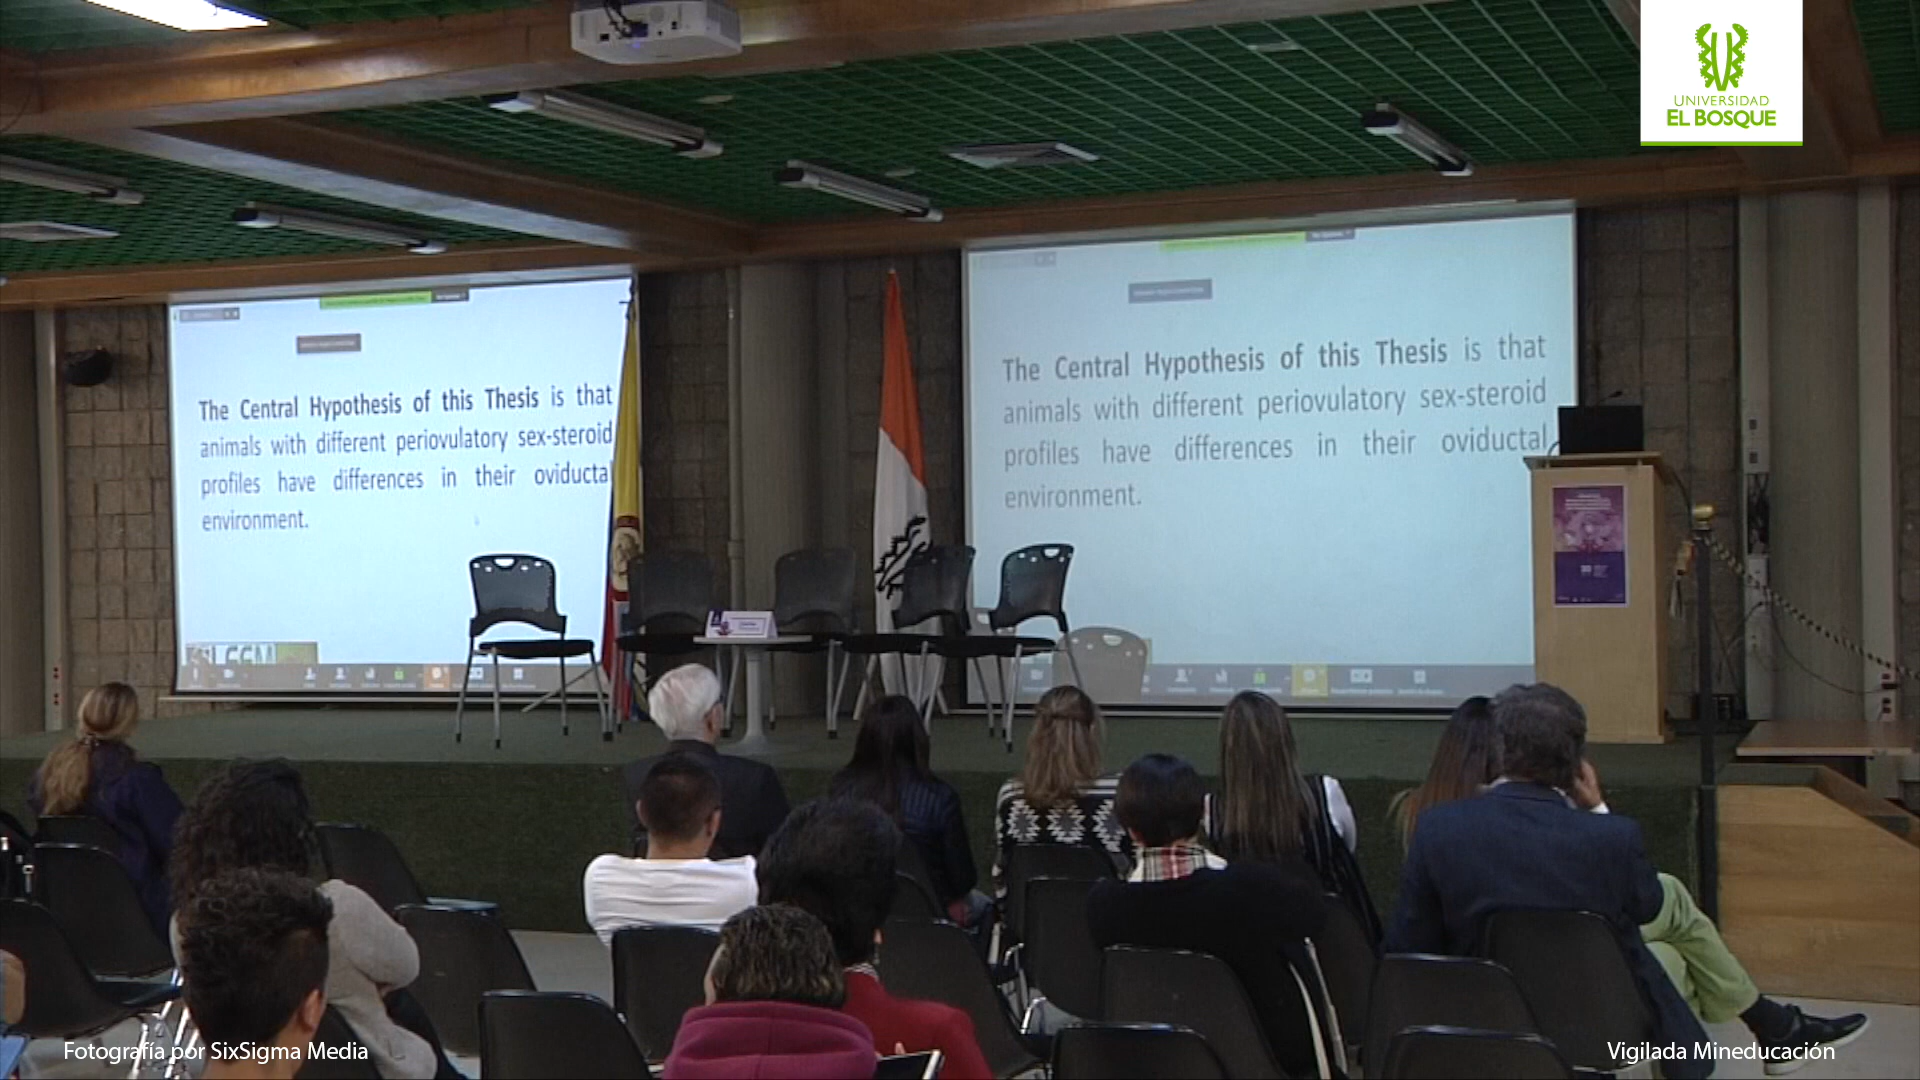 UNIVERSIDAD
EL BOSQUE
The Central Hypothesis of this Thesis is that
animals with different periovulatory sex-steroid
profiles have differences in their oviductal
environment.
The Central Hypothesis of this Thesis is that
animals with different periovulatory sex-steroid
profiles have differences in their oviductal
environment.
Fotografía por SixSigma Media
Vigilada Mineducación